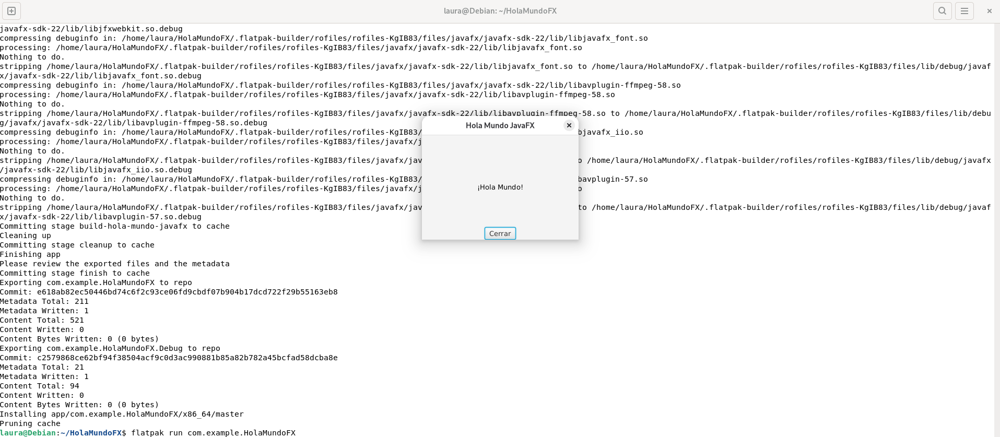 laura@Debian: ~/HolaMundoFX
javafx-sdk-22/lib/libjfxwebkit.so.debug
compressing debuginfo in: /home/laura/HolaMundoFX/.flatpak-builder/rofiles/rofiles-KgIB83/files/javafx/javafx-sdk-22/lib/libjavafx_font.so
processing: /home/laura/HolaMundoFX/.flatpak-builder/rofiles/rofiles-KgIB83/files/javafx/javafx-sdk-22/lib/libjavafx_font.so
Nothing to do.
stripping /home/laura/HolaMundoFX/.flatpak-builder/rofiles/rofiles-KgIB83/files/javafx/javafx-sdk-22/lib/libjavafx_font.so to /home/laura/HolaMundoFX/.flatpak-builder/rofiles/rofiles-KgIB83/files/lib/debug/javaf
x/javafx-sdk-22/lib/libjavafx_font.so.debug
compressing debuginfo in: /home/laura/HolaMundoFX/.flatpak-builder/rofiles/rofiles-KgIB83/files/javafx/javafx-sdk-22/lib/libavplugin-ffmpeg-58.so
processing: /home/laura/HolaMundoFX/.flatpak-builder/rofiles/rofiles-KgIB83/files/javafx/javafx-sdk-22/lib/libavplugin-ffmpeg-58.so
Nothing to do.
stripping /home/laura/HolaMundoFX/.flatpak-builder/rofiles/rofiles-KgIB83/files/javafx/javafx-sdk-22/lib/libavplugin-ffmpeg-58.so to /home/laura/HolaMundoFX/.flatpak-builder/rofiles/rofiles-KgIB83/files/lib/debu
g/javafx/javafx-sdk-22/lib/libavplugin-ffmpeg-58.so.debug
compressing debuginfo in: /home/laura/HolaMundoFX/.flatpak-builder/rofiles/rofiles-KgIB83/ bjavafx_iio.so
processing: /home/laura/HolaMundoFX/.flatpak-builder/rofiles/rofiles-KgIB83/files/javafx/j
Nothing to do.
stripping /home/laura/HolaMundoFX/.flatpak-builder/rofiles/rofiles-KgIB83/files/javafx/jav o /home/laura/HolaMundoFX/.flatpak-builder/rofiles/rofiles-KgIB83/files/lib/debug/javafx
/javafx-sdk-22/lib/libjavafx_iio.so.debug
compressing debuginfo in: /home/laura/HolaMundoFX/.flatpak-builder/rofiles/rofiles-KgIB83/ bavplugin-57.so
processing: /home/laura/HolaMundoFX/.flatpak-builder/rofiles/rofiles-KgIB83/files/javafx/j o
Nothing to do.
stripping /home/laura/HolaMundoFX/.flatpak-builder/rofiles/rofiles-KgIB83/files/javafx/jav to /home/laura/HolaMundoFX/.flatpak-builder/rofiles/rofiles-KgIB83/files/lib/debug/javaf
x/javafx-sdk-22/lib/libavplugin-57.so.debug
Committing stage build-hola-mundo-javafx to cache
Cleaning up
Committing stage cleanup to cache
Finishing app
Please review the exported files and the metadata
Committing stage finish to cache
Exporting com.example.HolaMundoFX to repo
Commit: e618ab82ec50446bd74c6f2c93ce06fd9cbdf07b904b17dcd722f29b55163eb8
Metadata Total: 211
Metadata Written: 1
Content Total: 521
Content Written: 0
Content Bytes Written: 0 (0 bytes)
Exporting com.example.HolaMundoFX.Debug to repo
Commit: c2579868ce62bf94f38504acf9c0d3ac990881b85a82b782a45bcfad58dcba8e
Metadata Total: 21
Metadata Written: 1
Content Total: 94
Content Written: 0
Content Bytes Written: 0 (0 bytes)
Installing app/com.example.HolaMundoFX/x86_64/master
Pruning cache
laura@Debian:~/HolaMundoFX$ flatpak run com.example.HolaMundoFX
Hola Mundo JavaFX
¡Hola Mundo!
Cerrar